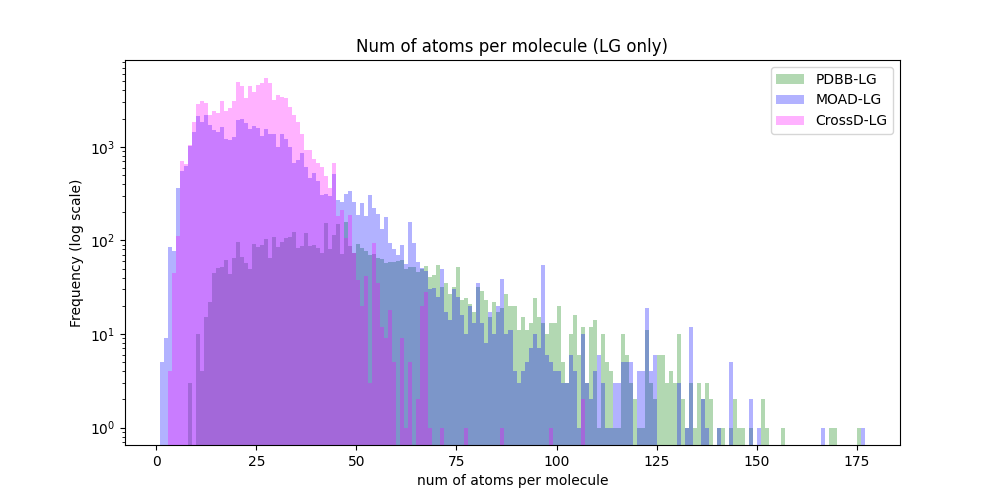 Num of atoms per molecule (LG only)
PDBB-LG
MOAD-LG
CrossD-LG
Frequency (log scale)
10³
10²
10¹
10⁰
0 25 50 75 100 125 150 175
num of atoms per molecule